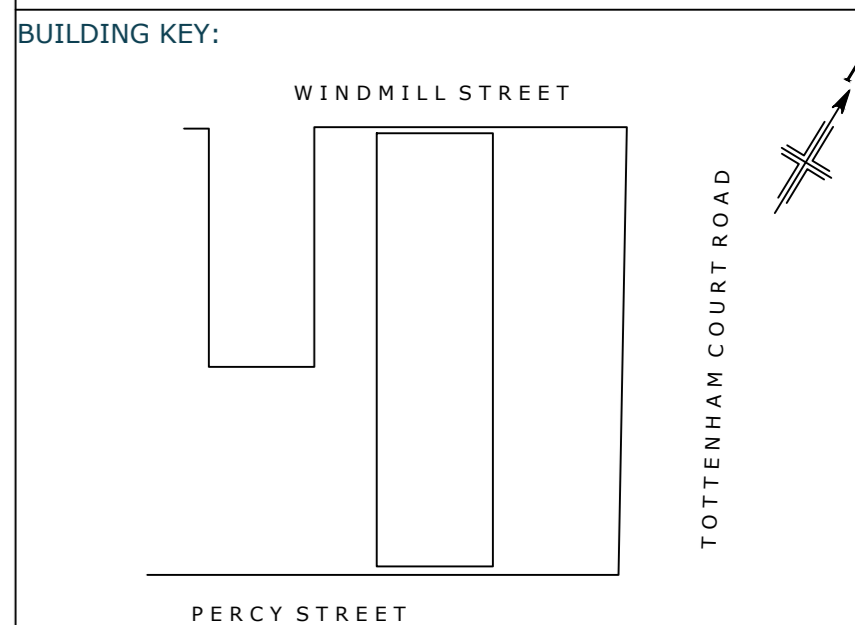 BUILDING KEY:
WINDMILL STREET
TOTTENHAM COURT ROAD
PERCY STREET